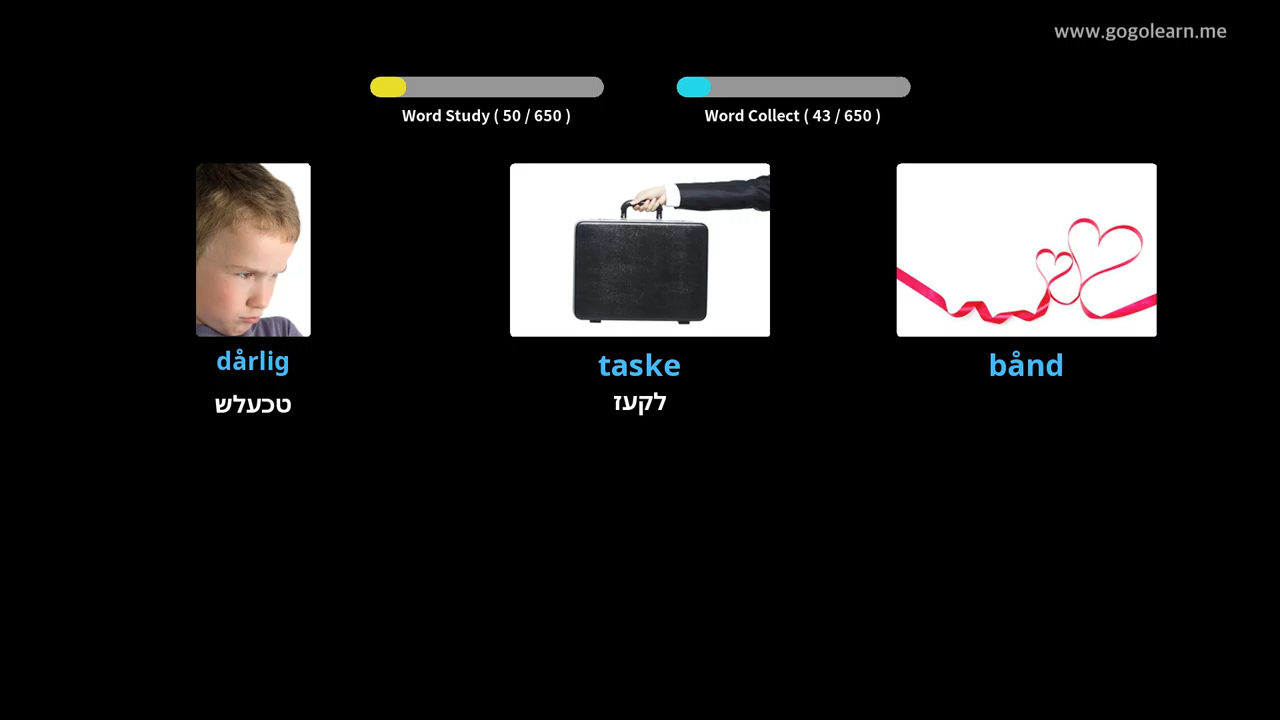 www.gogolearn.me
Word Study ( 50 / 650 )
Word Collect ( 43 / 650 )
dårlig
טכעלש
taske
לקעז
bånd